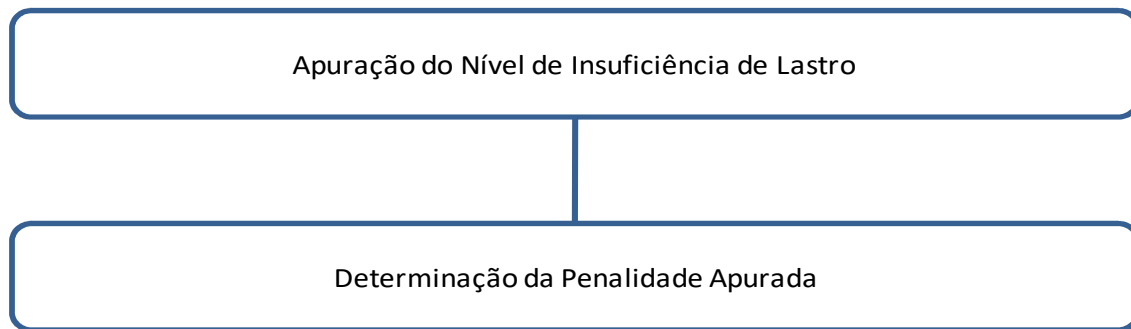 Apuração do Nível de Insuficiência de Lastro
Determinação da Penalidade Apurada